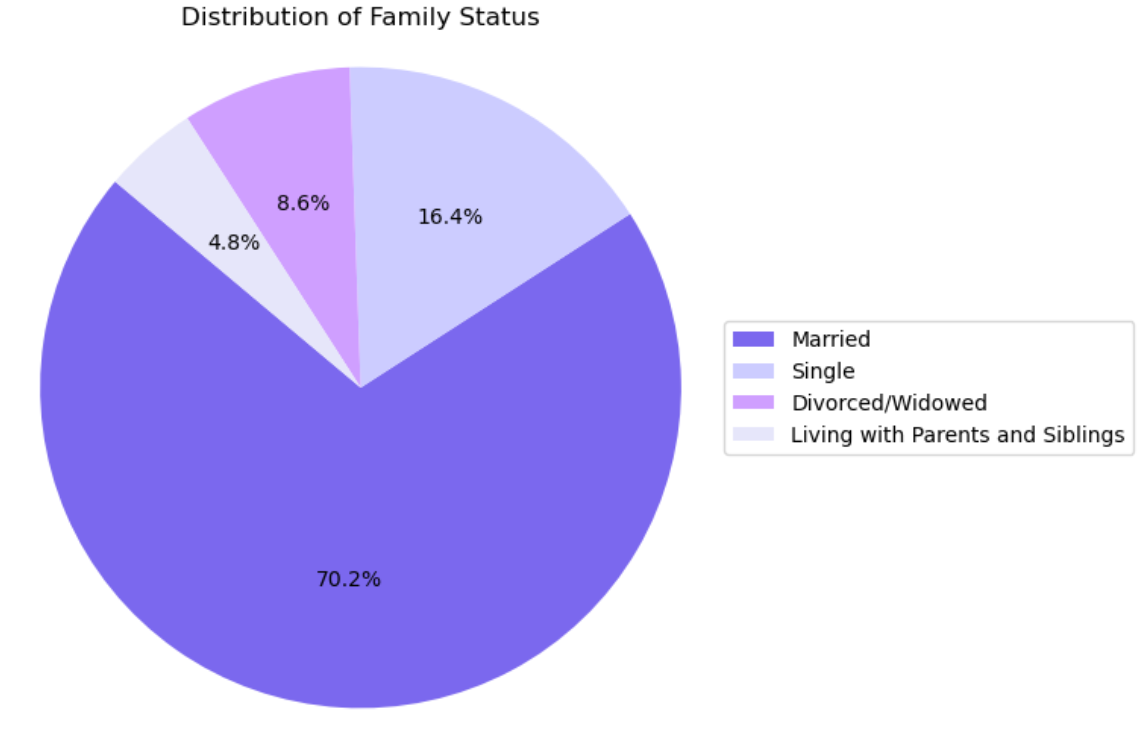 Distribution of Family Status
8.6%
16.4%
4.8%
70.2%
Married
Single
Divorced/Widowed
Living with Parents and Siblings